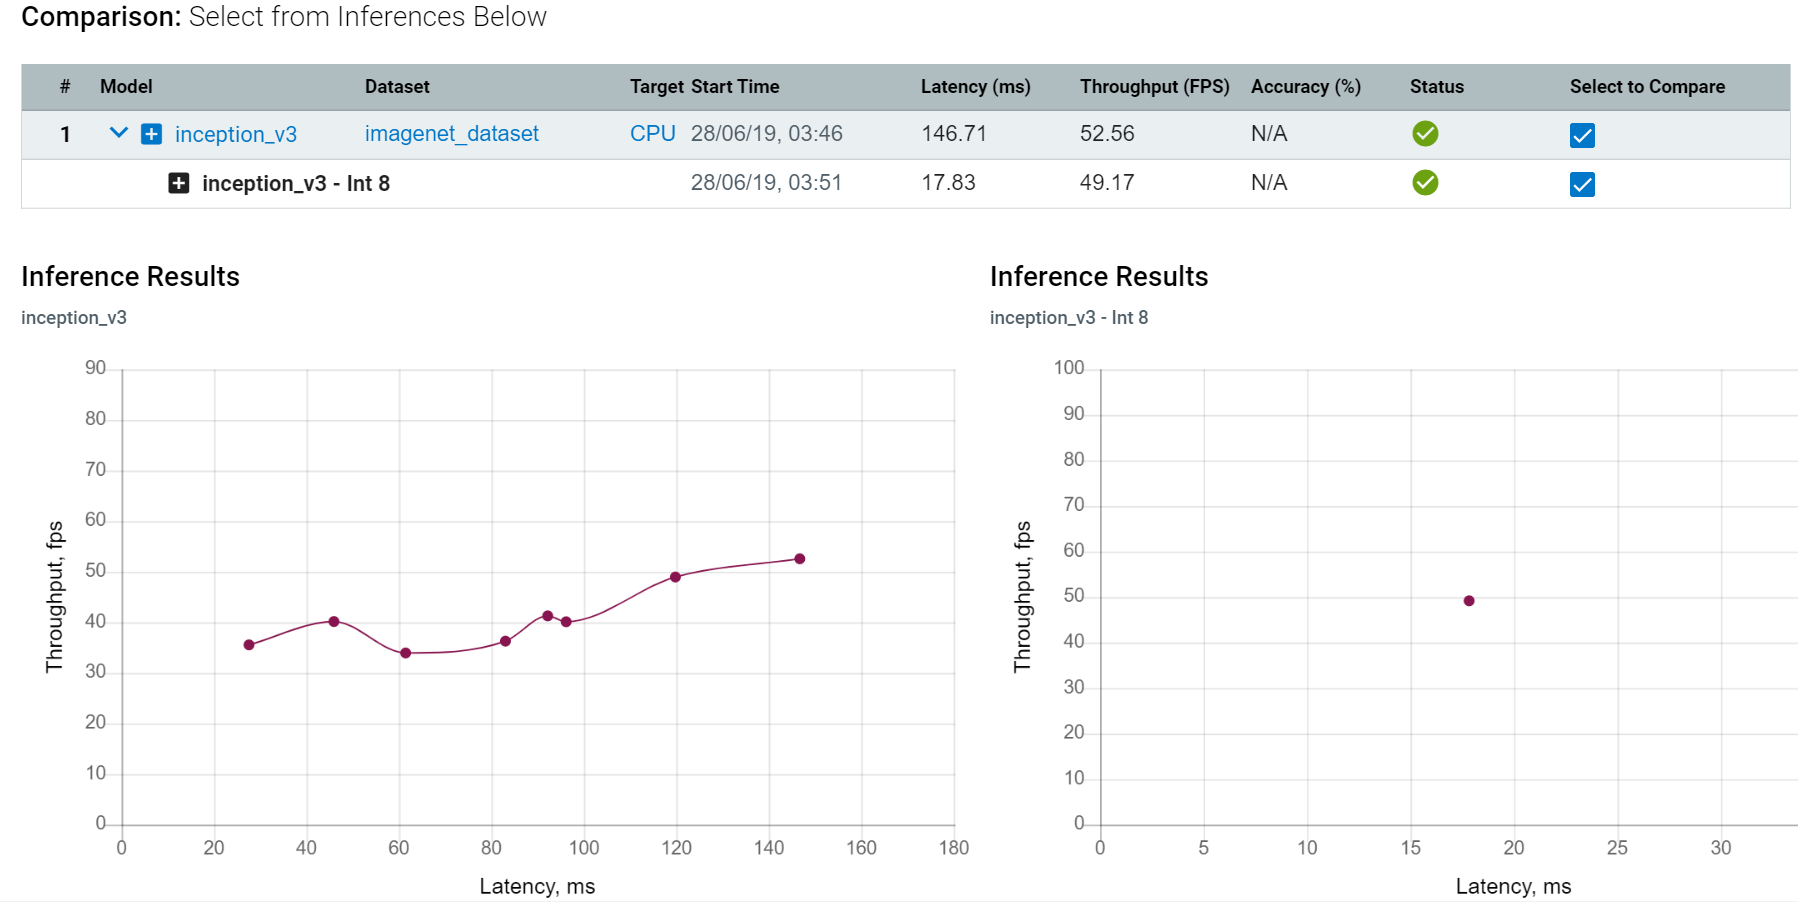 Comparison: Select from Inferences Below
# Model Dataset Target Start Time Latency (ms) Throughput (FPS) Accuracy (%) Status Select to Compare
1 inception_v3 imagenet_dataset CPU 28/06/19, 03:46 146.71 52.56 N/A
inception_v3 - Int 8 28/06/19, 03:51 17.83 49.17 N/A
Inference Results
inception_v3
90
80
70
60
50
40
30
20
10
0
Throughput, fps
0 20 40 60 80 100 120 140 160 180
Latency, ms
Inference Results
inception_v3 - Int 8
100
90
80
70
60
50
40
30
20
10
0
Throughput, fps
0 5 10 15 20 25 30
Latency, ms